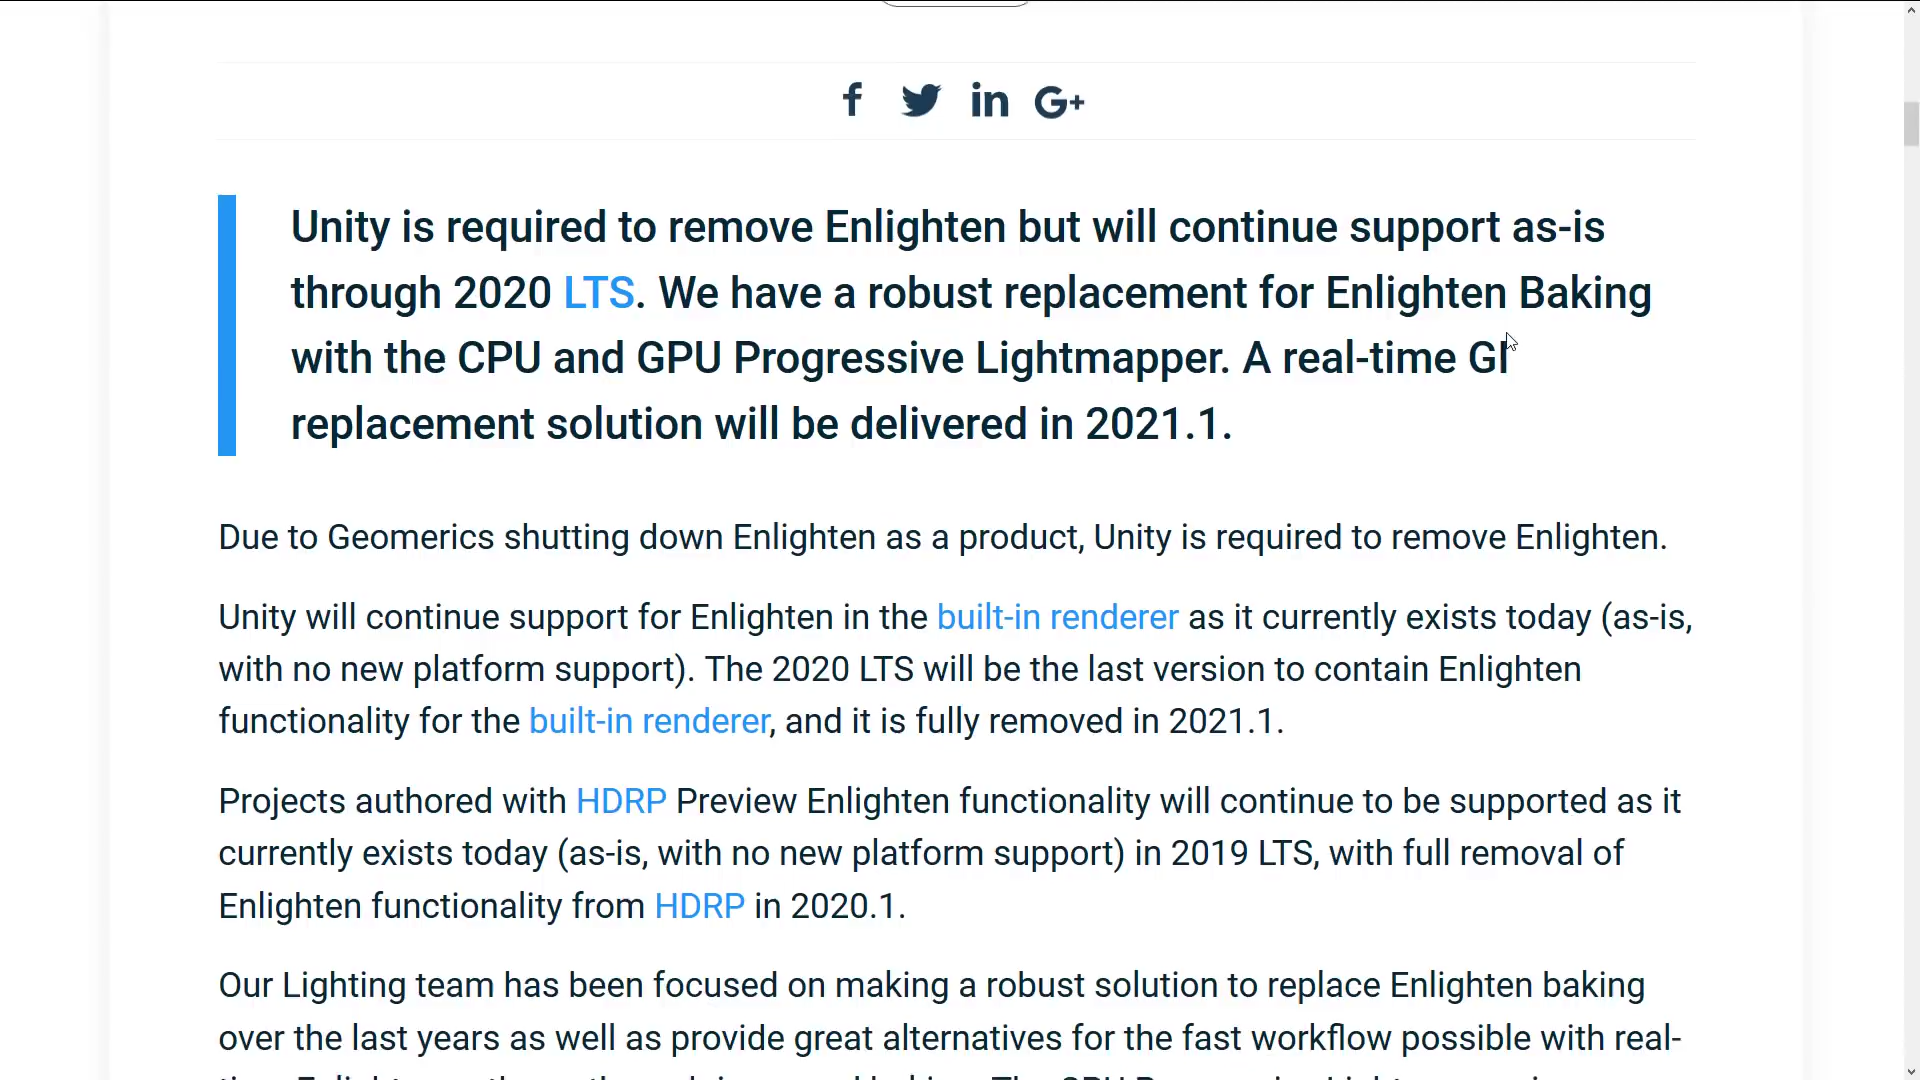 Unity is required to remove Enlighten but will continue support as-is
through 2020 LTS. We have a robust replacement for Enlighten Baking
with the CPU and GPU Progressive Lightmapper. A real-time GI
replacement solution will be delivered in 2021.1.
Due to Geomerics shutting down Enlighten as a product, Unity is required to remove Enlighten.
Unity will continue support for Enlighten in the built-in renderer as it currently exists today (as-is,
with no new platform support). The 2020 LTS will be the last version to contain Enlighten
functionality for the built-in renderer, and it is fully removed in 2021.1.
Projects authored with HDRP Preview Enlighten functionality will continue to be supported as it
currently exists today (as-is, with no new platform support) in 2019 LTS, with full removal of
Enlighten functionality from HDRP in 2020.1.
Our Lighting team has been focused on making a robust solution to replace Enlighten baking
over the last years as well as provide great alternatives for the fast workflow possible with real-